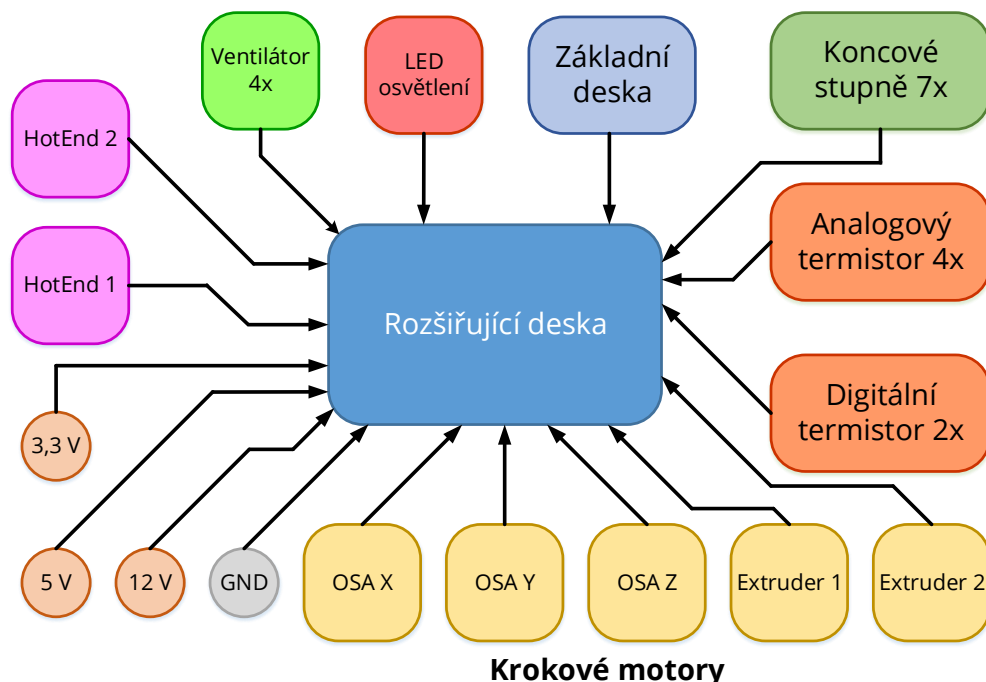 Ventilátor
4x
LED
osvětlení
Základní
deska
Koncové
stupně 7x
HotEnd 2
Analogový
termistor 4x
HotEnd 1
Rozšiřující deska
Digitální
termistor 2x
3,3 V
5 V
12 V
GND
OSA X
OSA Y
OSA Z
Extruder 1
Extruder 2
Krokové motory